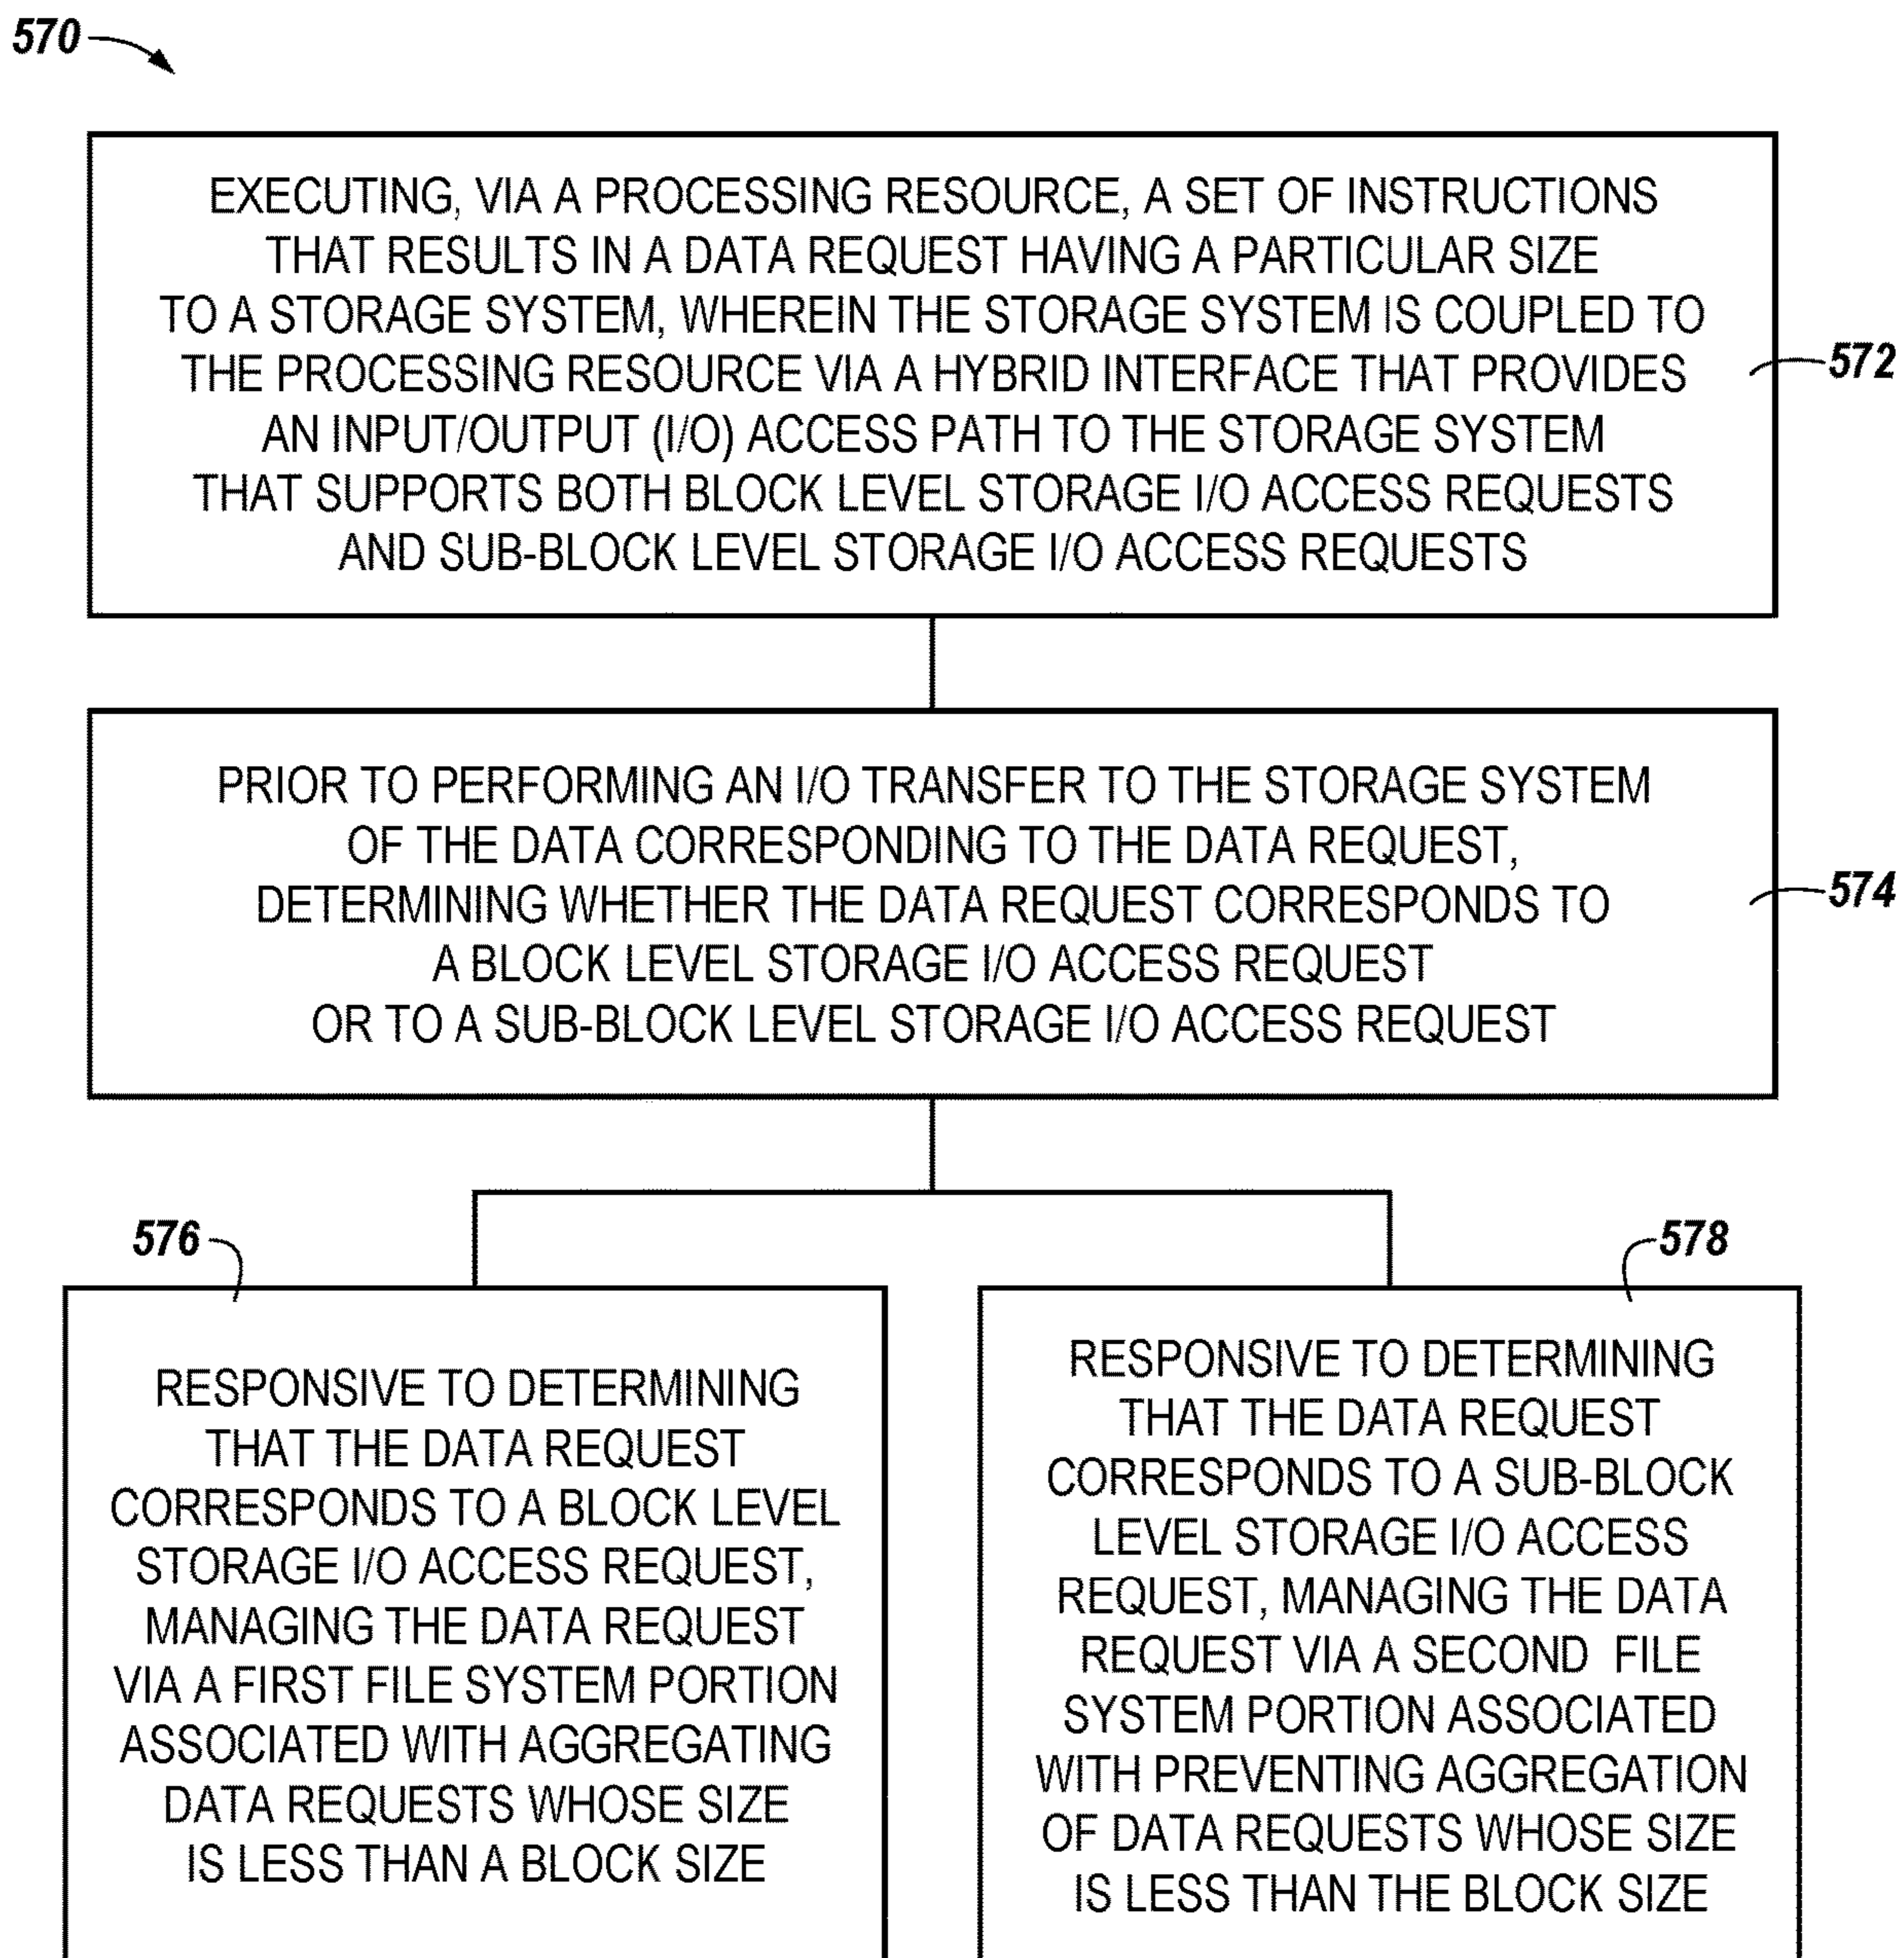 570
EXECUTING, VIA A PROCESSING RESOURCE, A SET OF INSTRUCTIONS
THAT RESULTS IN A DATA REQUEST HAVING A PARTICULAR SIZE
TO A STORAGE SYSTEM, WHEREIN THE STORAGE SYSTEM IS COUPLED TO
THE PROCESSING RESOURCE VIA A HYBRID INTERFACE THAT PROVIDES
AN INPUT/OUTPUT (I/O) ACCESS PATH TO THE STORAGE SYSTEM
THAT SUPPORTS BOTH BLOCK LEVEL STORAGE I/O ACCESS REQUESTS
AND SUB-BLOCK LEVEL STORAGE I/O ACCESS REQUESTS
572
PRIOR TO PERFORMING AN I/O TRANSFER TO THE STORAGE SYSTEM
OF THE DATA CORRESPONDING TO THE DATA REQUEST,
DETERMINING WHETHER THE DATA REQUEST CORRESPONDS TO
A BLOCK LEVEL STORAGE I/O ACCESS REQUEST
OR TO A SUB-BLOCK LEVEL STORAGE I/O ACCESS REQUEST
574
576
RESPONSIVE TO DETERMINING
THAT THE DATA REQUEST
CORRESPONDS TO A BLOCK LEVEL
STORAGE I/O ACCESS REQUEST,
MANAGING THE DATA REQUEST
VIA A FIRST FILE SYSTEM PORTION
ASSOCIATED WITH AGGREGATING
DATA REQUESTS WHOSE SIZE
IS LESS THAN A BLOCK SIZE
578
RESPONSIVE TO DETERMINING
THAT THE DATA REQUEST
CORRESPONDS TO A SUB-BLOCK
LEVEL STORAGE I/O ACCESS
REQUEST, MANAGING THE DATA
REQUEST VIA A SECOND FILE
SYSTEM PORTION ASSOCIATED
WITH PREVENTING AGGREGATION
OF DATA REQUESTS WHOSE SIZE
IS LESS THAN THE BLOCK SIZE